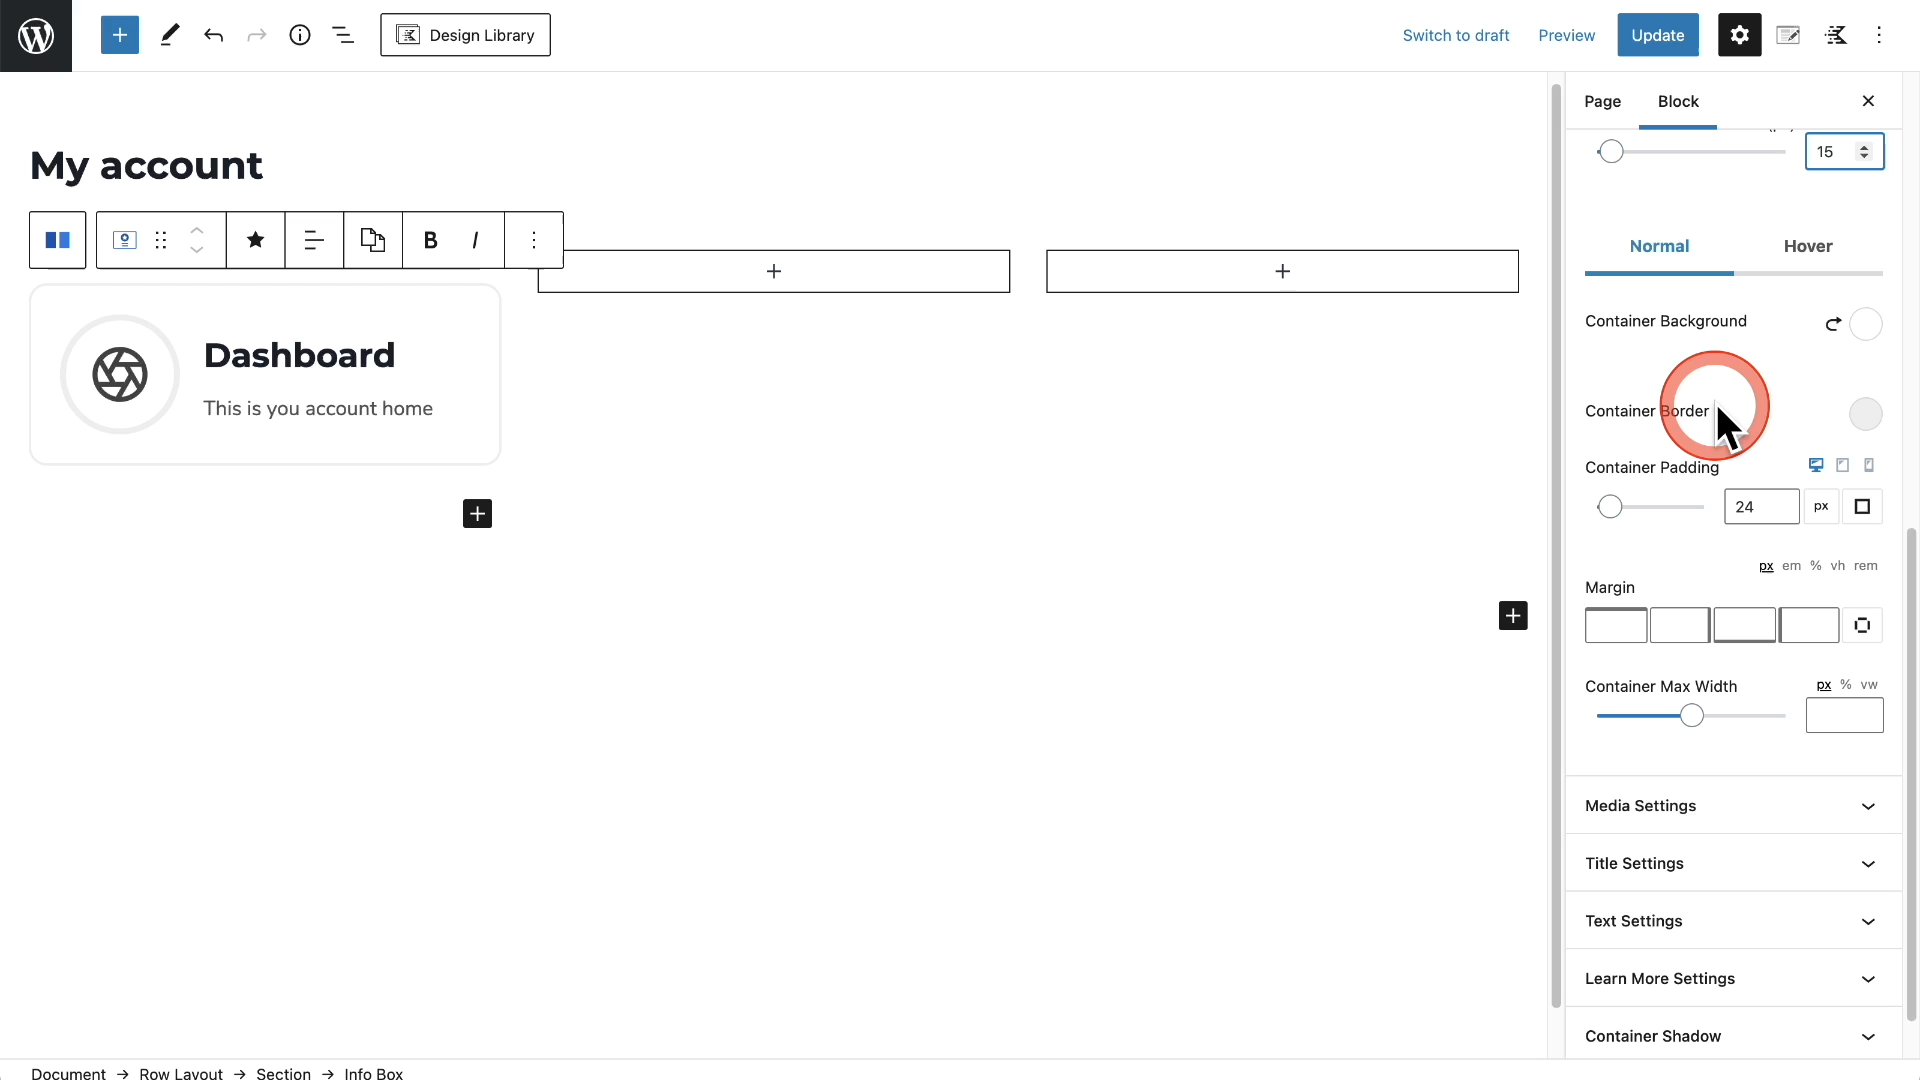 Design Library
Switch to draft
Preview
Update
Page
Block
15
My account
B I
Normal
Hover
Container Background
Dashboard
This is you account home
Container Border
Container Padding
24
px
px em % vh rem
Margin
Container Max Width
px % vw
Media Settings
Title Settings
Text Settings
Learn More Settings
Container Shadow
Document → Row Layout → Section → Info Box